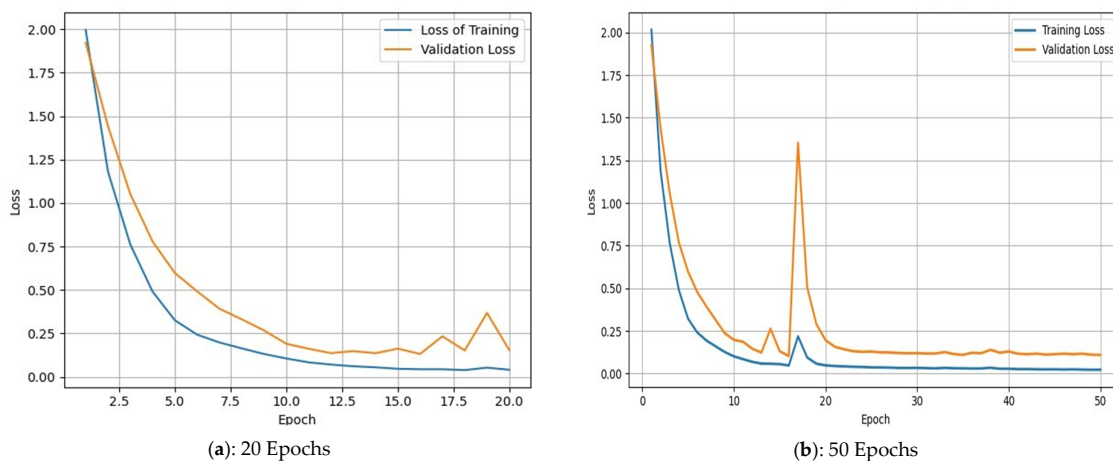 2.00
1.75
1.50
1.25
1.00
0.75
0.50
0.25
0.00
Loss
Loss of Training
Validation Loss
2.5 5.0 7.5 10.0 12.5 15.0 17.5 20.0
Epoch
(a): 20 Epochs
2.00
1.75
1.50
1.25
1.00
0.75
0.50
0.25
0.00
Loss
Training Loss
Validation Loss
0 10 20 30 40 50
Epoch
(b): 50 Epochs